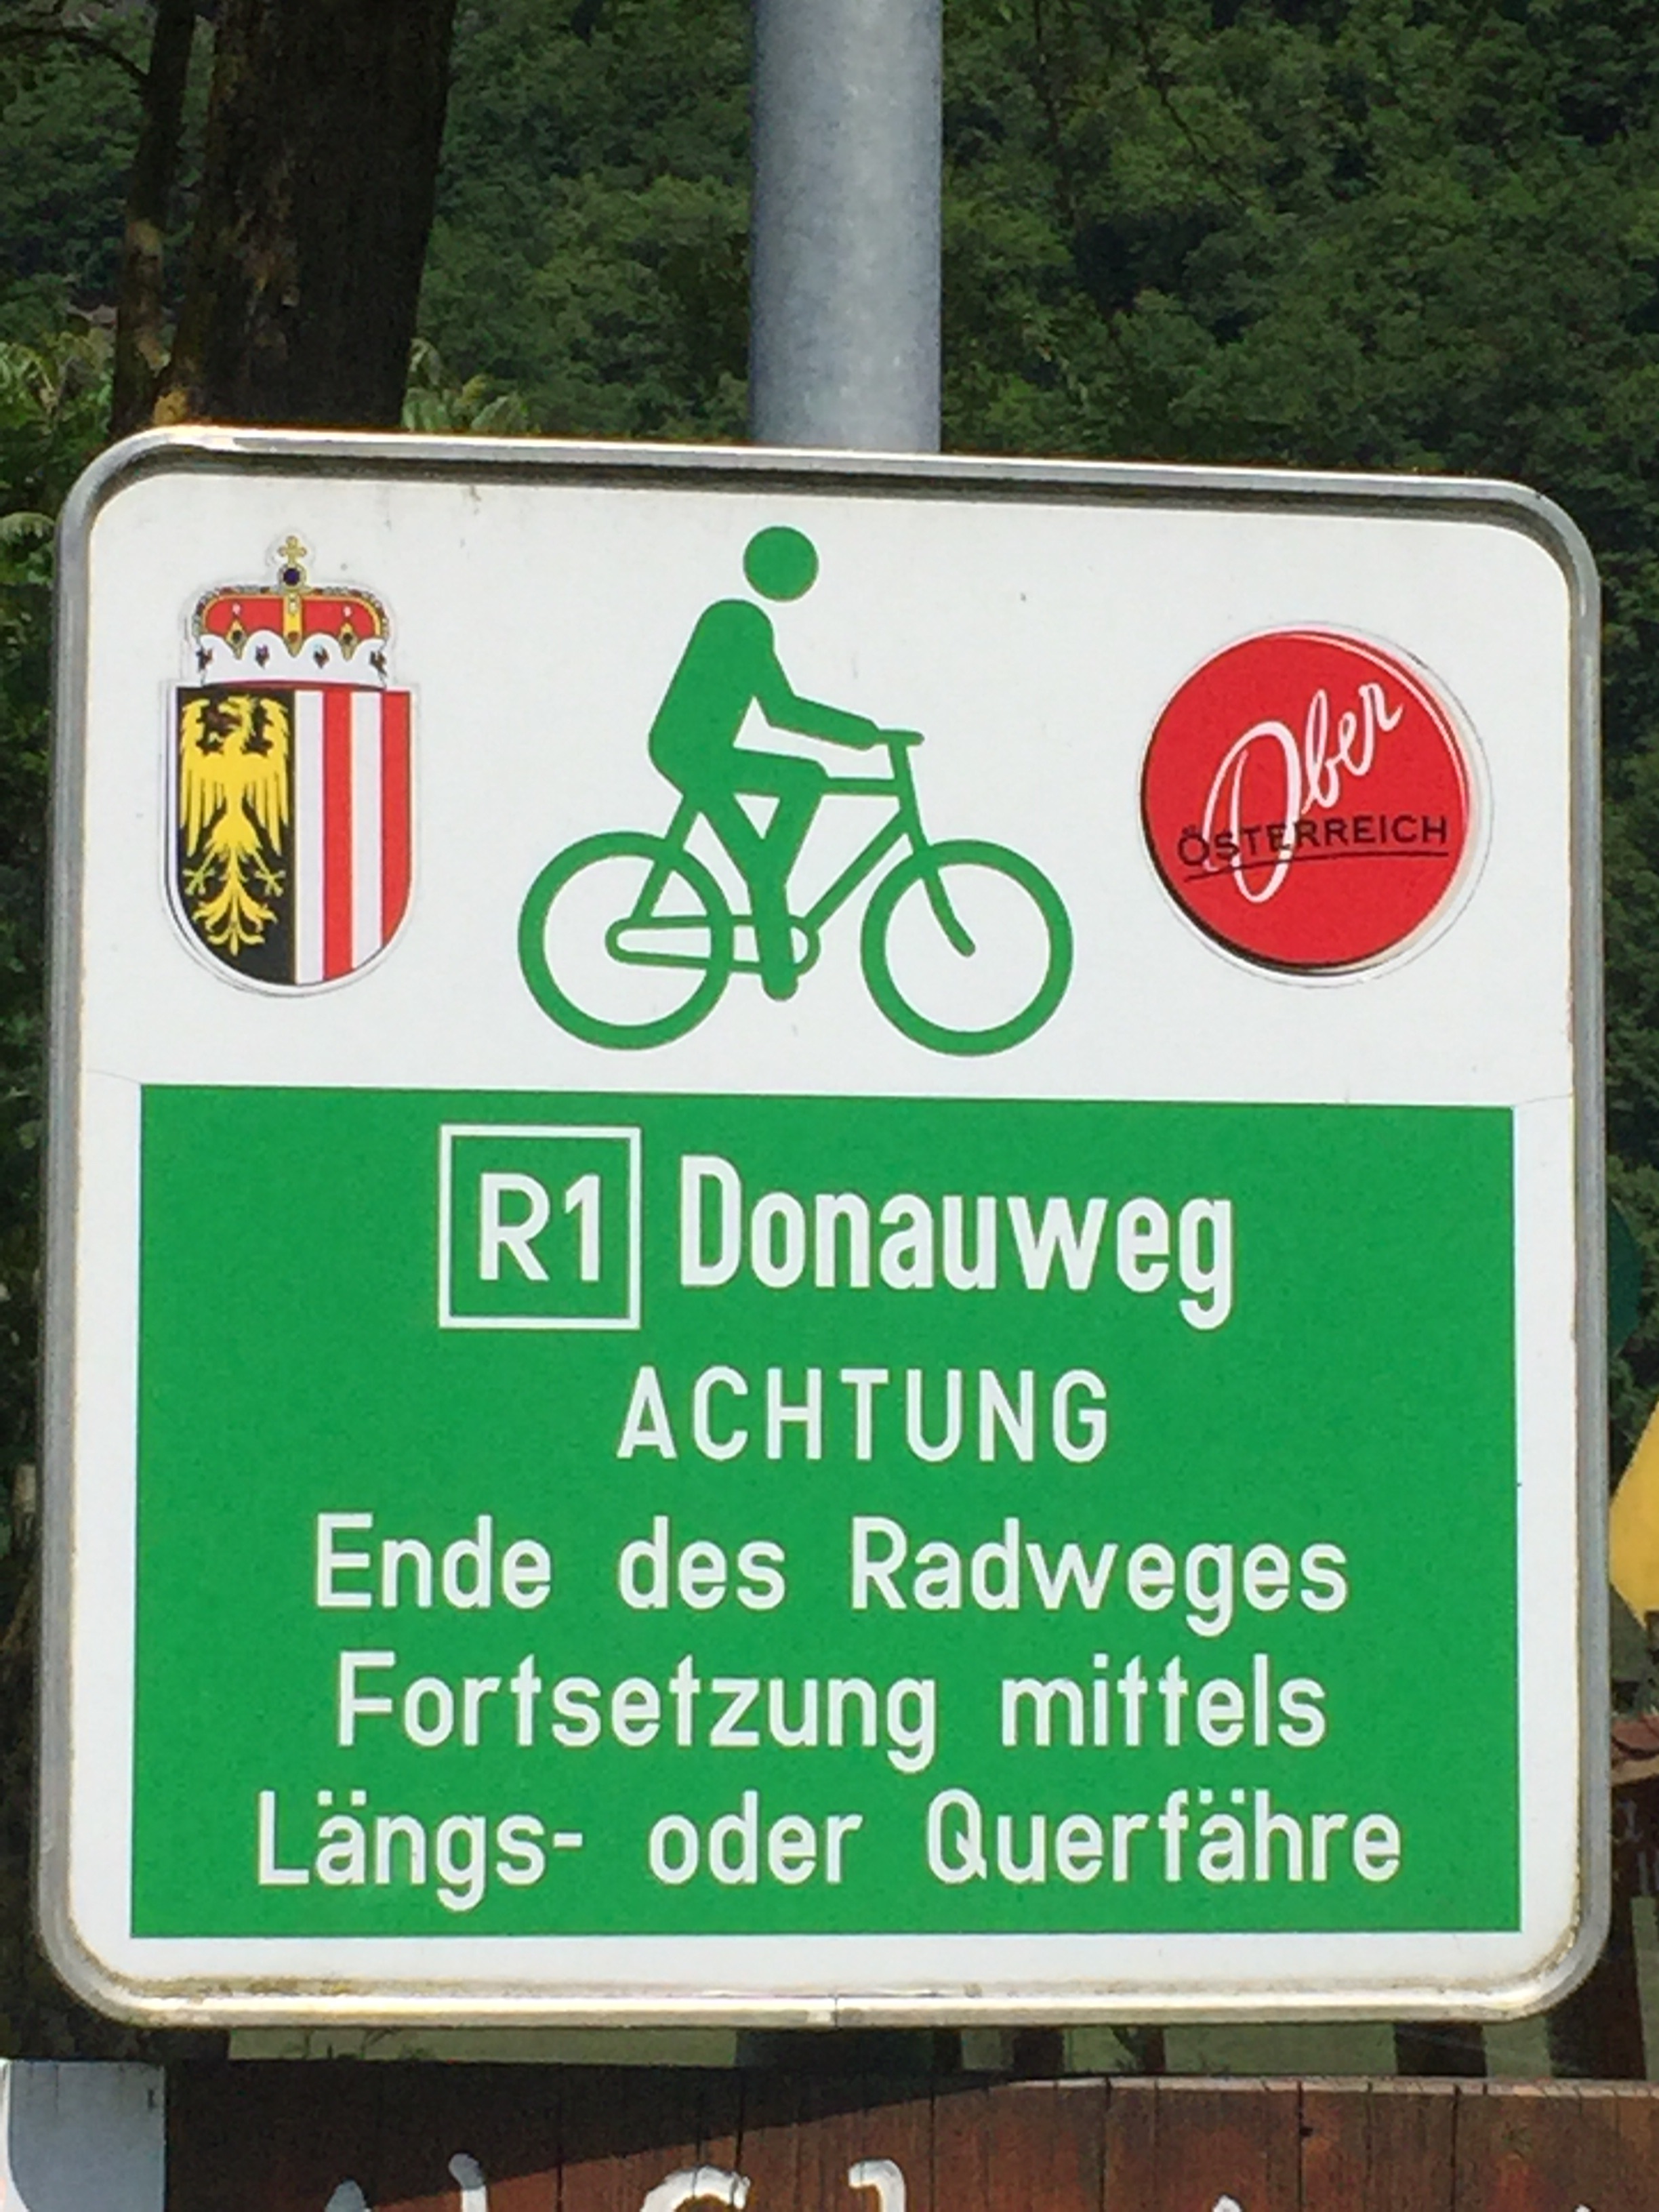 Ober
ÖSTERREICH
R1 Donauweg
ACHTUNG
Ende des Radweges
Fortsetzung mittels
Längs- oder Querfähre